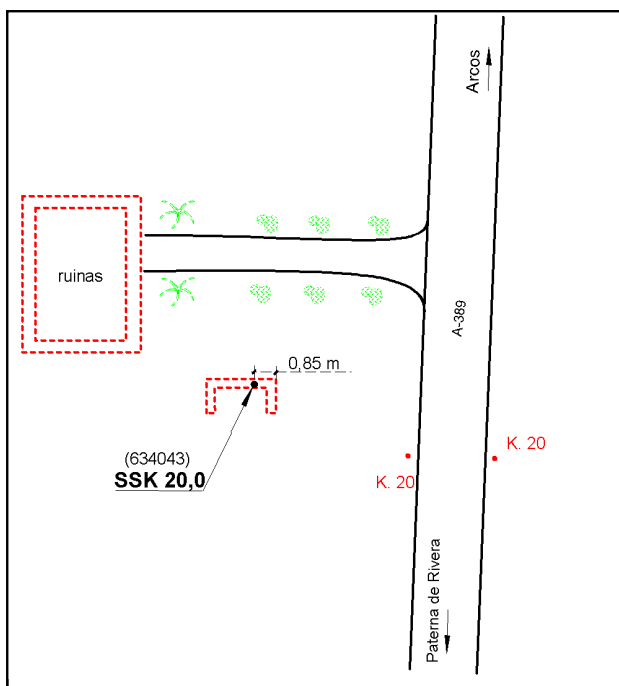 Arcos
ruinas
A-389
0,85 m
(634043)
SSK 20,0
K. 20
K. 20
Paterna de Rivera